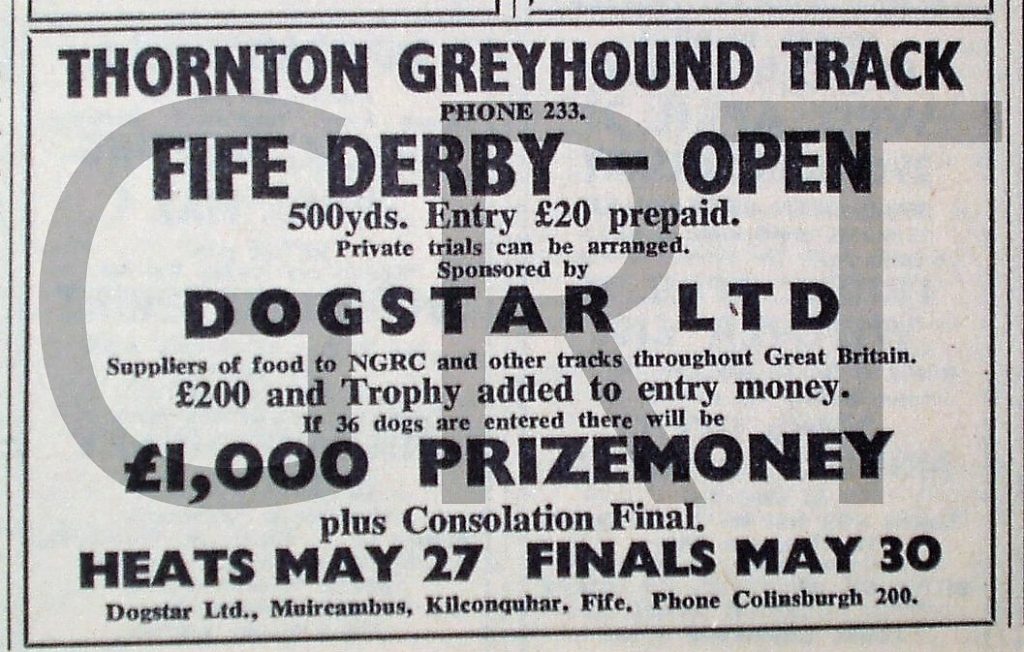 THORNTON GREYHOUND TRACK
PHONE 233.
FIFE DERBY — OPEN
500yds. Entry £20 prepaid.
Private trials can be arranged.
Sponsored by
DOGSTAR LTD
Suppliers of food to NGRC and other tracks throughout Great Britain.
£200 and Trophy added to entry money.
If 36 dogs are entered there will be
£1,000 PRIZEMONEY
plus Consolation Final.
HEATS MAY 27 FINALS MAY 30
Dogstar Ltd., Muircambus, Kilconquhar, Fife. Phone Colinsburgh 200.
GRT